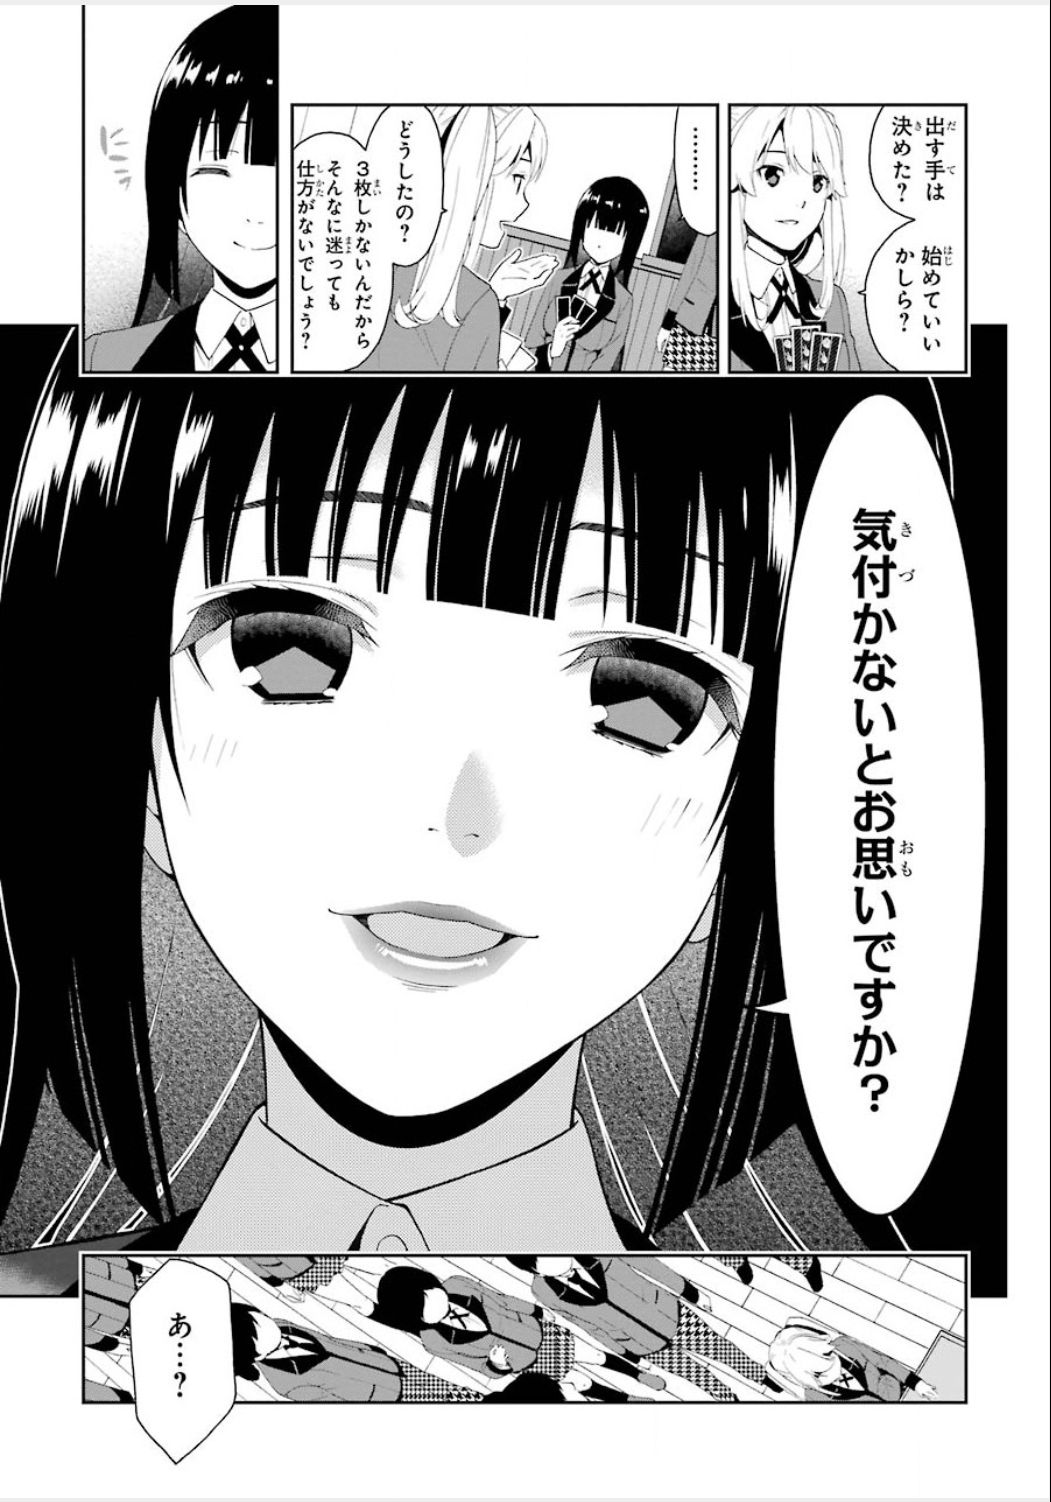 出す手は
決めた？
始めていい
かしら？
………
どうしたの？
３枚しかないんだから
そんなに迷っても
仕方がないでしょう？
に
気付かないとお思いですか？
あ…？